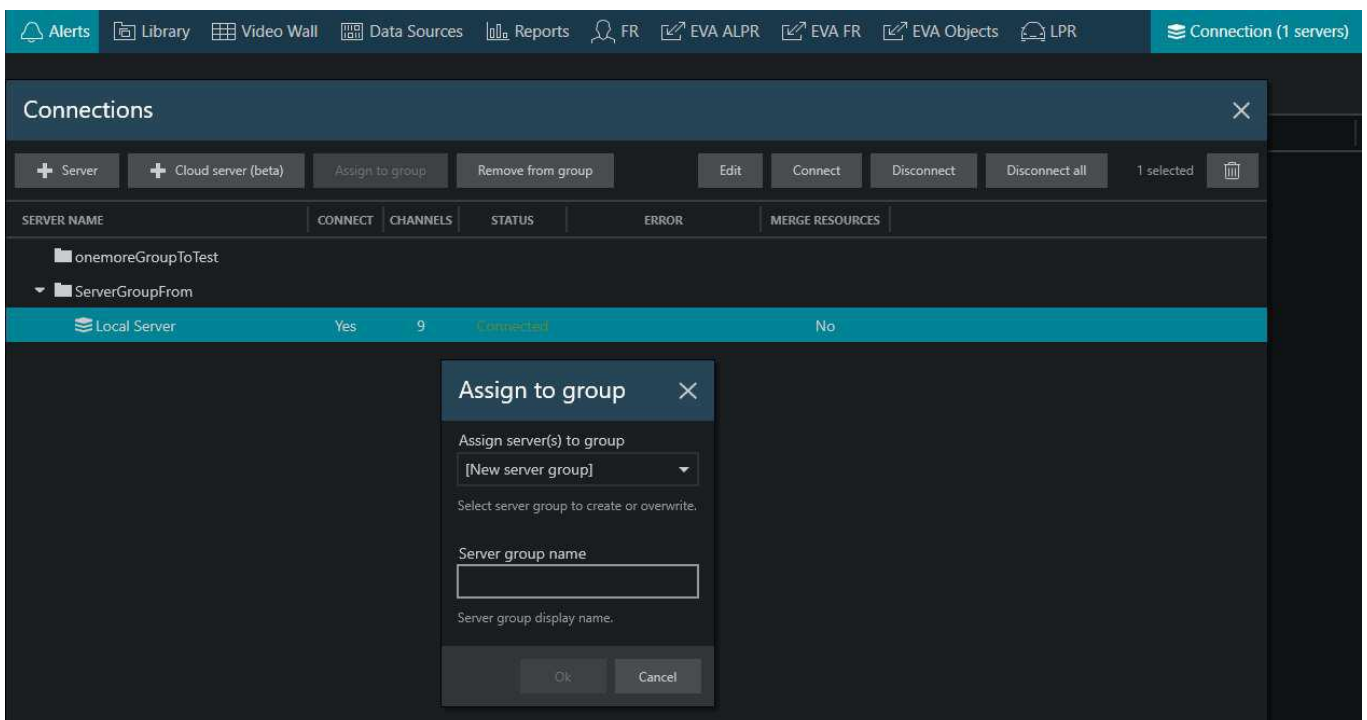 Alerts Library Video Wall Data Sources Reports FR EVA ALPR EVA FR EVA Objects LPR Connection (1 servers)
Connections
Server Cloud server (beta) Assign to group Remove from group Edit Connect Disconnect Disconnect all 1 selected
SERVER NAME CONNECT CHANNELS STATUS ERROR MERGE RESOURCES
onemoreGroupToTest
ServerGroupFrom
Local Server Yes 9 Connected No
Assign to group
Assign server(s) to group
[New server group]
Select server group to create or overwrite.
Server group name
Server group display name.
Ok Cancel